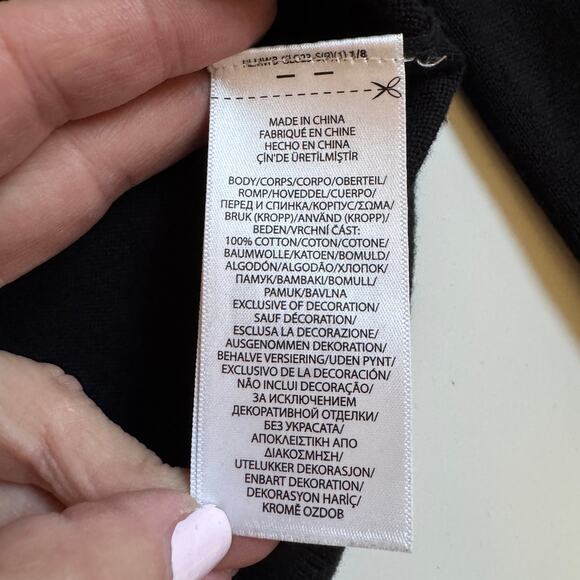 1/8
MADE IN CHINA
FABRIQUÉ EN CHINE
HECHO EN CHINA
ÇİN'DE ÜRETİLMİŞTİR
BODY/CORPS/CORPO/OBERTEIL/
ROMP/HOVEDDEL/CUERPO/
ПЕРЕД И СПИНКА/КОРПУС/ΣΩΜΑ/
BRUK (KROPP)/ANVÄND (KROPP)/
BEDEN/VRCHNÍ ČÁST:
100% COTTON/COTON/COTONE/
BAUMWOLLE/KATOEN/BOMULD/
ALGODÓN/ALGODÃO/ХЛОПОК/
ПАМУК/BAMBAKI/BOMULL/
PAMUK/BAVLNA
EXCLUSIVE OF DECORATION/
SAUF DÉCORATION/
ESCLUSA LA DECORAZIONE/
AUSGENOMMEN DEKORATION/
BEHALVE VERSIERING/UDEN PYNT/
EXCLUSIVO DE LA DECORACIÓN/
NÃO INCLUI DECORAÇÃO/
ЗА ИСКЛЮЧЕНИЕМ
ДЕКОРАТИВНОЙ ОТДЕЛКИ/
БЕЗ УКРАСАТА/
ΑΠΟΚΛΕΙΣΤΙΚΗ ΑΠΟ
ΔΙΑΚΟΣΜΗΣΗ/
UTELUKKER DEKORASJON/
ENBART DEKORATION/
DEKORASYON HARİÇ/
KROMĚ OZDOB